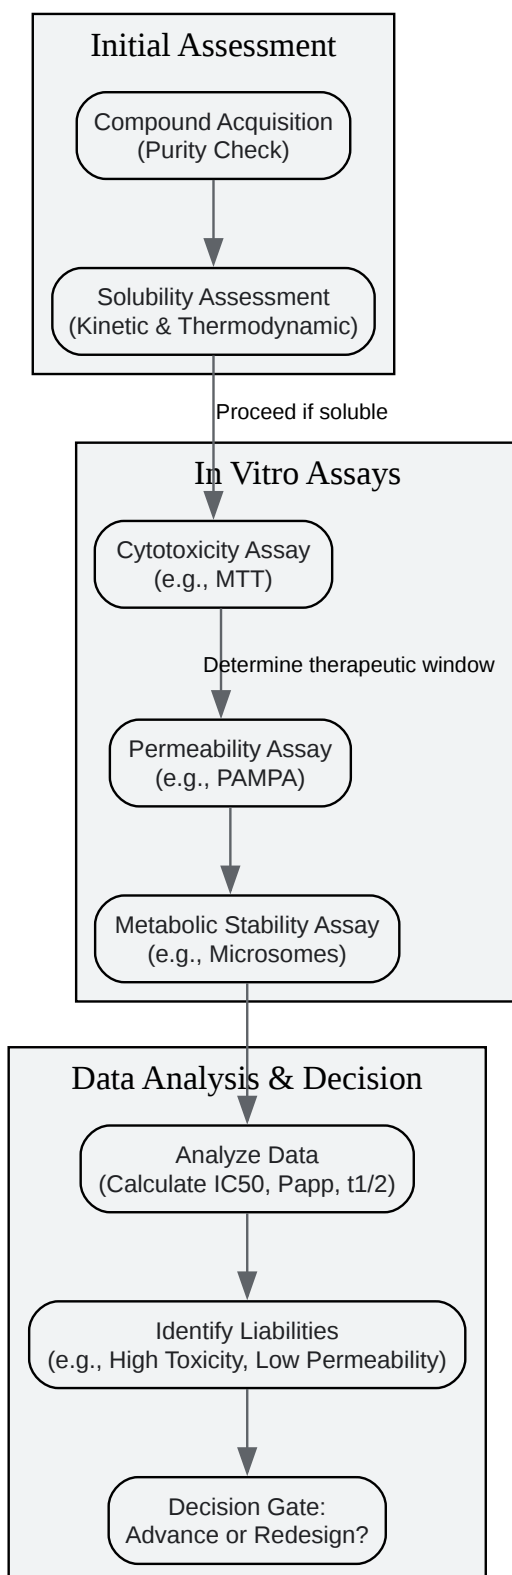 Initial Assessment
Compound Acquisition
(Purity Check)
Solubility Assessment
(Kinetic & Thermodynamic)
Proceed if soluble
In Vitro Assays
Cytotoxicity Assay
(e.g., MTT)
Determine therapeutic window
Permeability Assay
(e.g., PAMPA)
Metabolic Stability Assay
(e.g., Microsomes)
Data Analysis & Decision
Analyze Data
(Calculate IC50, Papp, t1/2)
Identify Liabilities
(e.g., High Toxicity, Low Permeability)
Decision Gate:
Advance or Redesign?